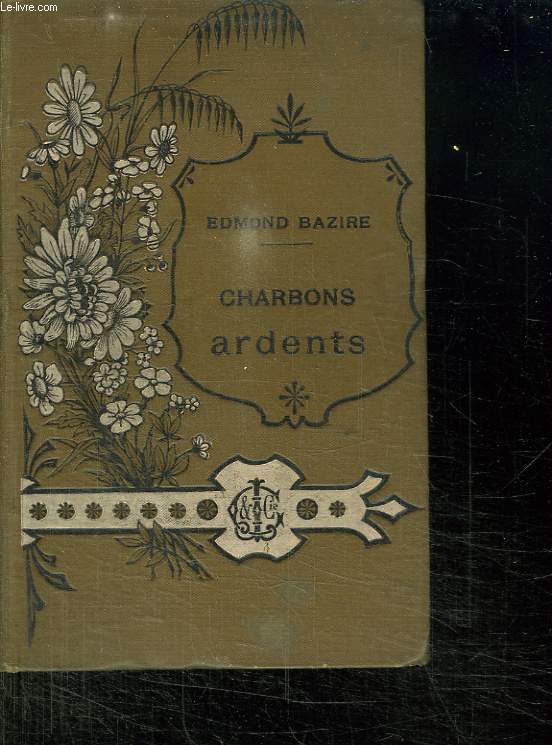 Le-livre.com
EDMOND BAZIRE
CHARBONS
ardents